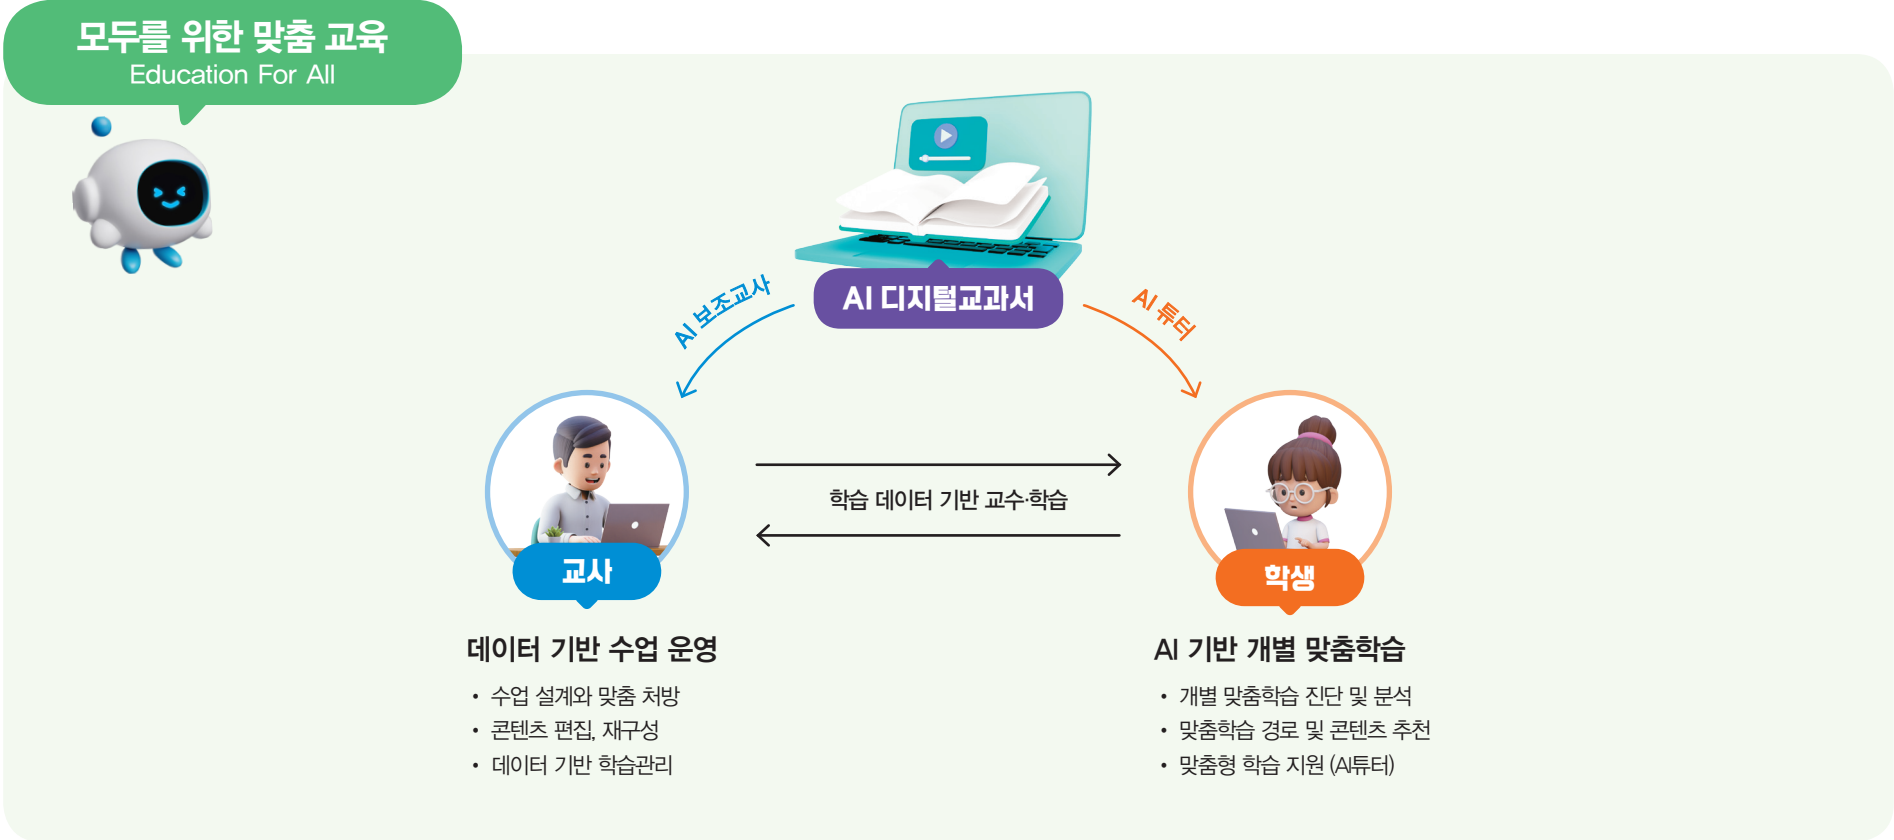 모두를 위한 맞춤 교육
Education For All
AI 디지털교과서
AI 보조교사
AI 튜터
학습 데이터 기반 교수·학습
교사
학생
데이터 기반 수업 운영
• 수업 설계와 맞춤 처방
• 콘텐츠 편집, 재구성
• 데이터 기반 학습관리
AI 기반 개별 맞춤학습
• 개별 맞춤학습 진단 및 분석
• 맞춤학습 경로 및 콘텐츠 추천
• 맞춤형 학습 지원 (AI튜터)